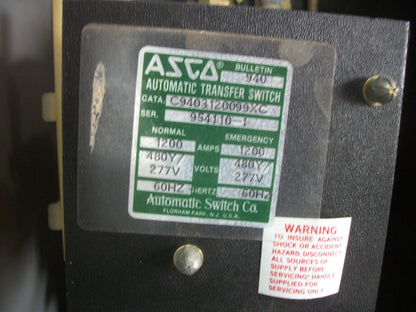 ASCO® BULLETIN 940
AUTOMATIC TRANSFER SWITCH
CATA. C9403120099XC
SER. 954116-1
NORMAL EMERGENCY
1200 AMPS 1200
480Y/ 277V VOLTS 480Y/ 277V
60HZ HERTZ 60HZ
Automatic Switch Co.
FLORHAM PARK, N.J. U.S.A.
WARNING
TO INSURE AGAINST
SHOCK OR ACCIDENT
HAZARD, DISCONNECT
ALL SOURCES OF
SUPPLY BEFORE
SERVICING. HANDLE
SUPPLIED FOR
SERVICING ONLY